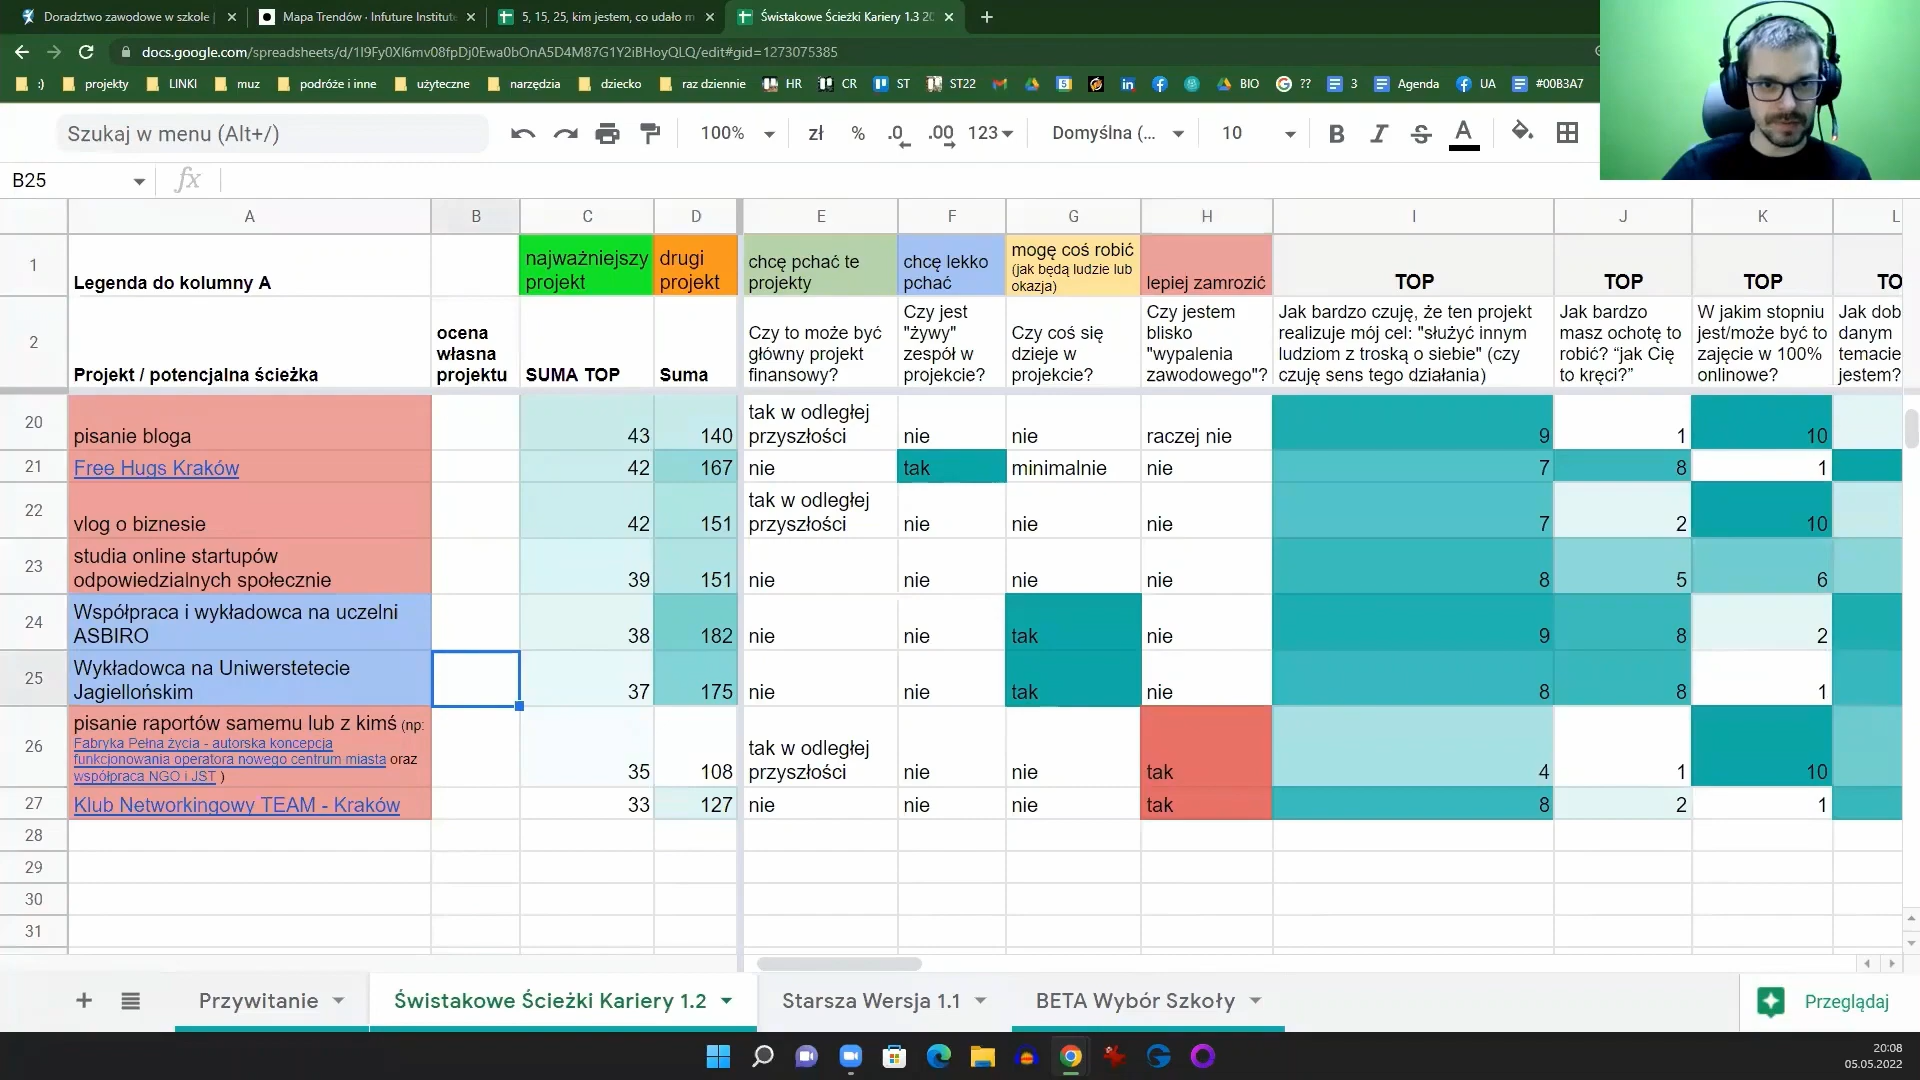 Doradztwo zawodowe w szkole
Mapa Trendów - Infuture Institute
5, 15, 25, kim jestem, co udało m
Świstakowe Ścieżki Kariery 1.3 20
docs.google.com/spreadsheets/d/1I9Fy0Xl6mv08fpDj0Ewa0bOnA5D4M87G1Y2iBHoyQLQ/edit#gid=1273075385
:) projekty LINKI muz podróże i inne użyteczne narzędzia dziecko raz dziennie HR CR ST ST22 BIO ?? 3 Agenda UA #00B3A7
Szukaj w menu (Alt+/) 100% zł % .0 .00 123 Domyślna (... 10 B I S A
B25 fx
A B C D E F G H I J K L
1
Legenda do kolumny A
najważniejszy projekt
drugi projekt
chcę pchać te projekty
chcę lekko pchać
mogę coś robić (jak będą ludzie lub okazja)
lepiej zamrozić
TOP TOP TOP TO
2
Projekt / potencjalna ścieżka
ocena własna projektu
SUMA TOP
Suma
Czy to może być główny projekt finansowy?
Czy jest "żywy" zespół w projekcie?
Czy coś się dzieje w projekcie?
Czy jestem blisko "wypalenia zawodowego"?
Jak bardzo czuję, że ten projekt realizuje mój cel: "służyć innym ludziom z troską o siebie" (czy czuję sens tego działania)
Jak bardzo masz ochotę to robić? “jak Cię to kręci?”
W jakim stopniu jest/może być to zajęcie w 100% onlinowe?
Jak dob danym temacie jestem?
20 pisanie bloga 43 140 tak w odległej przyszłości nie nie raczej nie 9 1 10
21 Free Hugs Kraków 42 167 nie tak minimalnie nie 7 8 1
22 vlog o biznesie 42 151 tak w odległej przyszłości nie nie nie 7 2 10
23 studia online startupów odpowiedzialnych społecznie 39 151 nie nie nie nie 8 5 6
24 Współpraca i wykładowca na uczelni ASBIRO 38 182 nie nie tak nie 9 8 2
25 Wykładowca na Uniwerstetecie Jagiellońskim 37 175 nie nie tak nie 8 8 1
26 pisanie raportów samemu lub z kimś (np: Fabryka Pełna życia - autorska koncepcja funkcjonowania operatora nowego centrum miasta oraz współpraca NGO i JST ) 35 108 tak w odległej przyszłości nie nie tak 4 1 10
27 Klub Networkingowy TEAM - Kraków 33 127 nie nie nie tak 8 2 1
28
29
30
31
Przywitanie Świstakowe Ścieżki Kariery 1.2 Starsza Wersja 1.1 BETA Wybór Szkoły Przeglądaj
20:08
05.05.2022